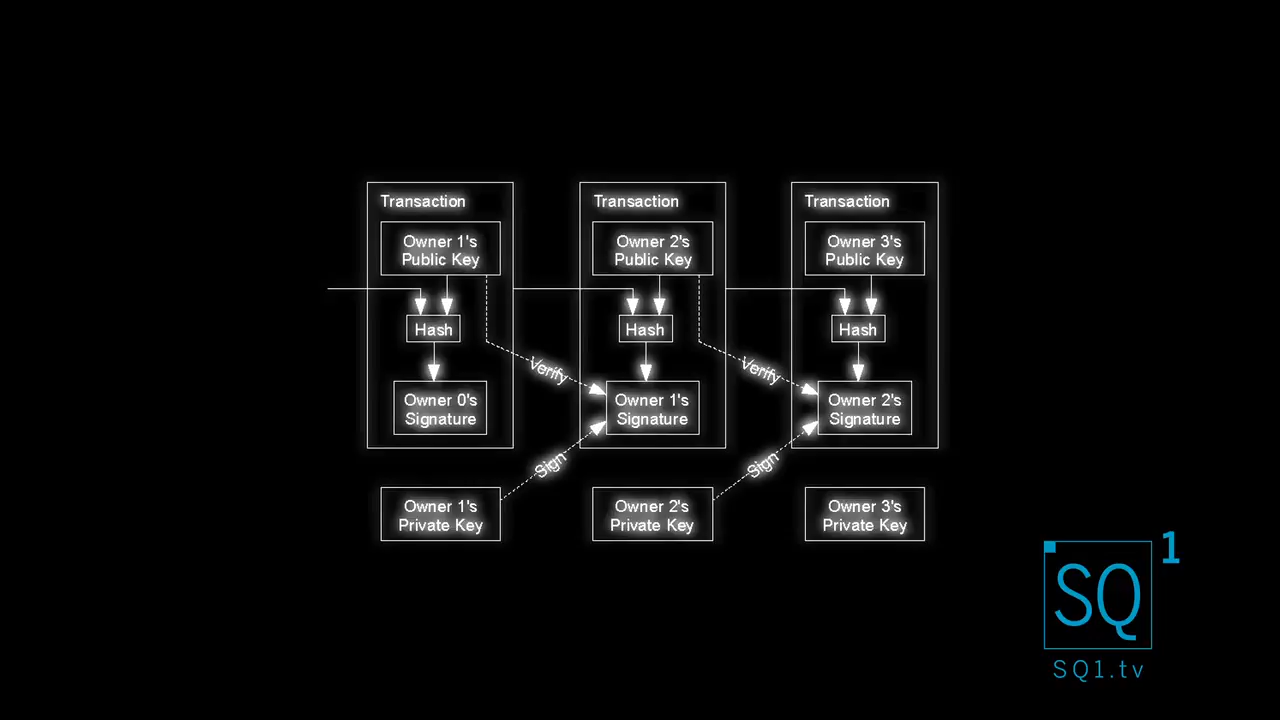 Transaction
Owner 1's
Public Key
Hash
Owner 0's
Signature
Transaction
Owner 2's
Public Key
Hash
Verify
Owner 1's
Signature
Sign
Transaction
Owner 3's
Public Key
Hash
Verify
Owner 2's
Signature
Sign
Owner 1's
Private Key
Owner 2's
Private Key
Owner 3's
Private Key
SQ1
SQ1.tv